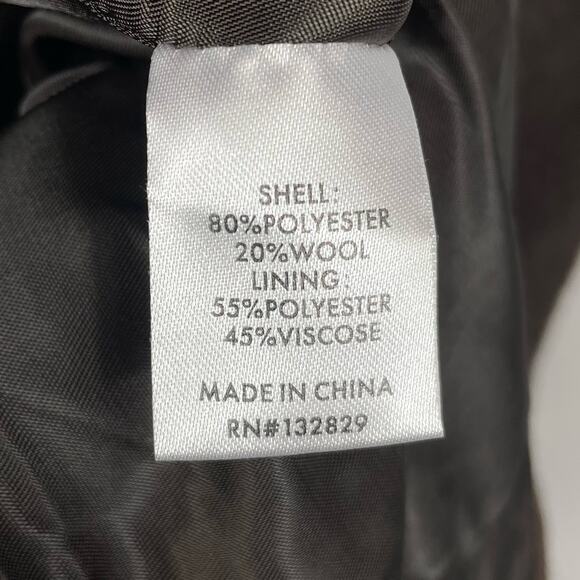 SHELL:
80%POLYESTER
20%WOOL
LINING:
55%POLYESTER
45%VISCOSE
MADE IN CHINA
RN#132829